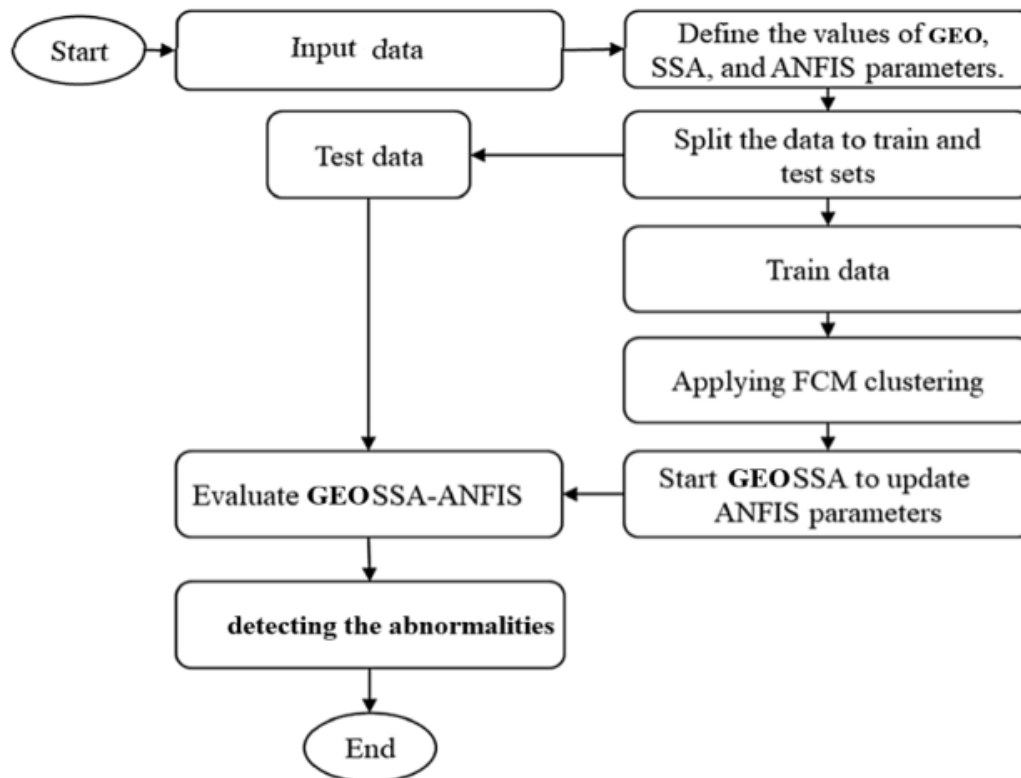 Start
Input data
Define the values of GEO,
SSA, and ANFIS parameters.
Split the data to train and
test sets
Test data
Train data
Applying FCM clustering
Start GEOSSA to update
ANFIS parameters
Evaluate GEOSSA-ANFIS
detecting the abnormalities
End